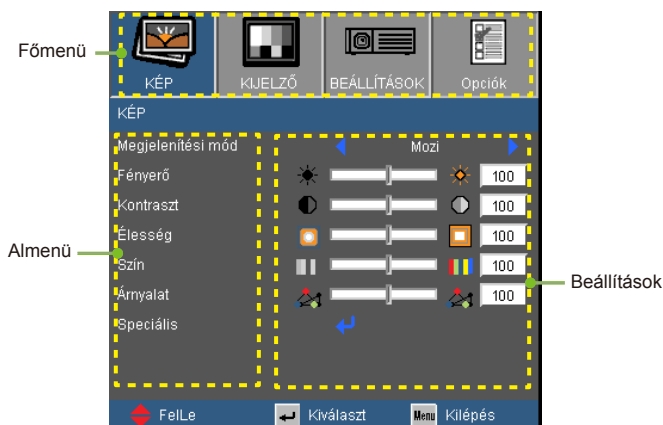 Főmenü
KÉP KIJELZŐ BEÁLLÍTÁSOK Opciók
KÉP
Megjelenítési mód Mozi
Fényerő 100
Kontraszt 100
Élesség 100
Szín 100
Árnyalat 100
Speciális
Almenü
Beállítások
FelLe Kiválaszt Menu Kilépés